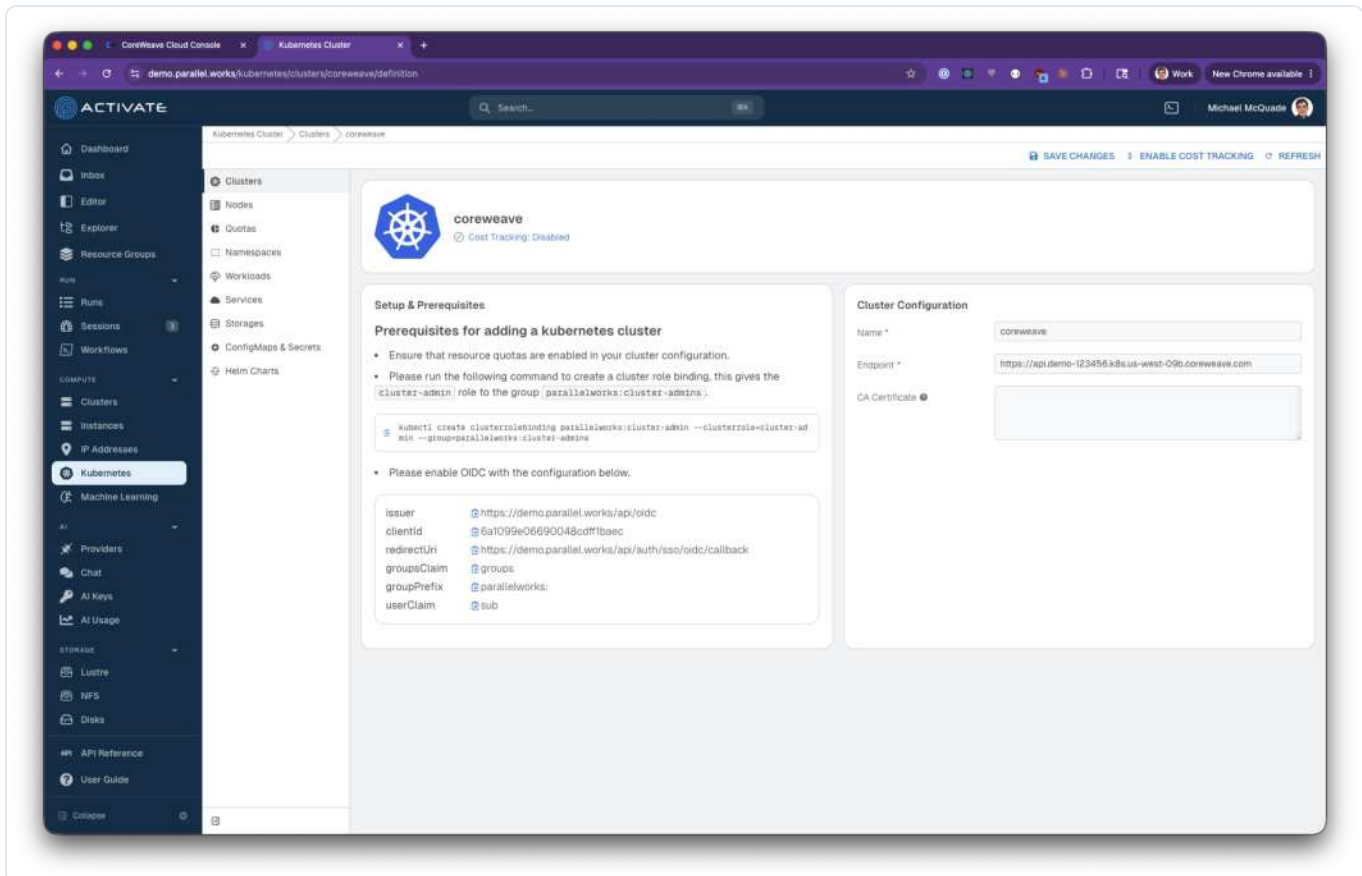 CoreWeave Cloud Console
Kubernetes Cluster
demo.parallel.works/kubernetes/clusters/coreweave/definition
Work
New Chrome available
ACTIVATE
Search...
Michael McQuade
Dashboard
Inbox
Editor
Explorer
Resource Groups
RUN
Runs
Sessions
Workflows
COMPUTE
Clusters
Instances
IP Addresses
Kubernetes
Machine Learning
AI
Providers
Chat
AI Keys
AI Usage
STORAGE
Lustre
NFS
Disks
API API Reference
User Guide
Collapse
Kubernetes Cluster
Clusters
coreweave
SAVE CHANGES
$ ENABLE COST TRACKING
REFRESH
Clusters
Nodes
Quotas
Namespaces
Workloads
Services
Storages
ConfigMaps & Secrets
Helm Charts
coreweave
Cost Tracking: Disabled
Setup & Prerequisites
Prerequisites for adding a kubernetes cluster
• Ensure that resource quotas are enabled in your cluster configuration.
• Please run the following command to create a cluster role binding, this gives the
cluster-admin role to the group parallelworks:cluster-admins.
$ kubectl create clusterrolebinding parallelworks:cluster-admin --clusterrole=cluster-ad
min --group=parallelworks:cluster-admins
• Please enable OIDC with the configuration below.
issuer https://demo.parallel.works/api/oidc
clientId 6a1099e06690048cdff1baec
redirectUri https://demo.parallel.works/api/auth/sso/oidc/callback
groupsClaim groups
groupPrefix parallelworks:
userClaim sub
Cluster Configuration
Name * coreweave
Endpoint * https://api.demo-123456.k8s.us-west-09b.coreweave.com
CA Certificate